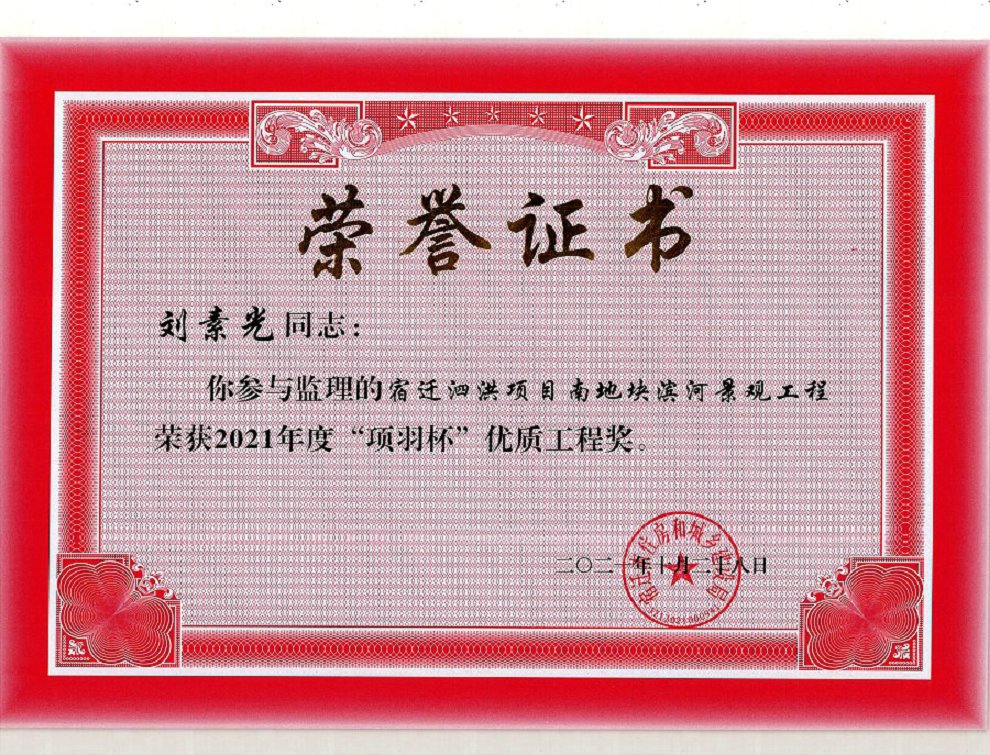 荣誉证书
刘素光同志：
你参与监理的宿迁泗洪项目南地块滨河景观工程
荣获2021年度“项羽杯”优质工程奖。
二〇二一年十月二十八日